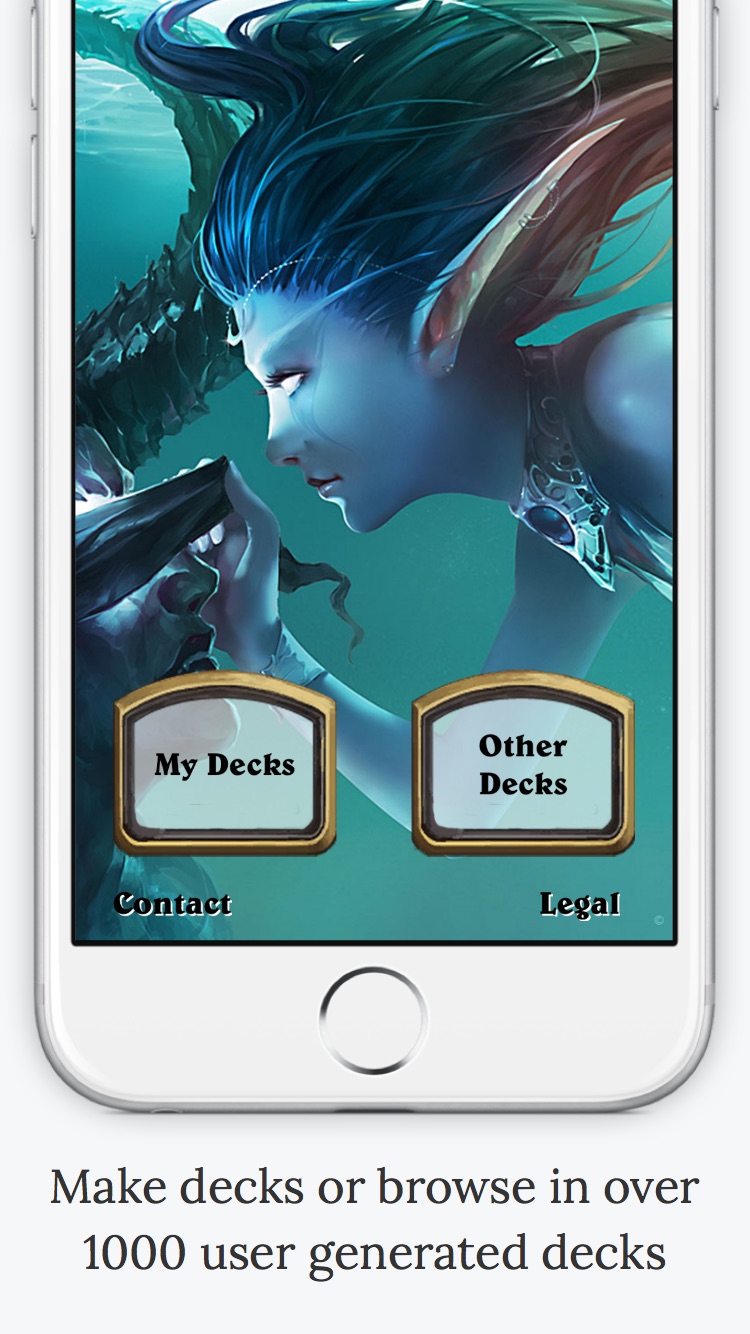 My Decks
Other
Decks
Contact
Legal
©
Make decks or browse in over
1000 user generated decks